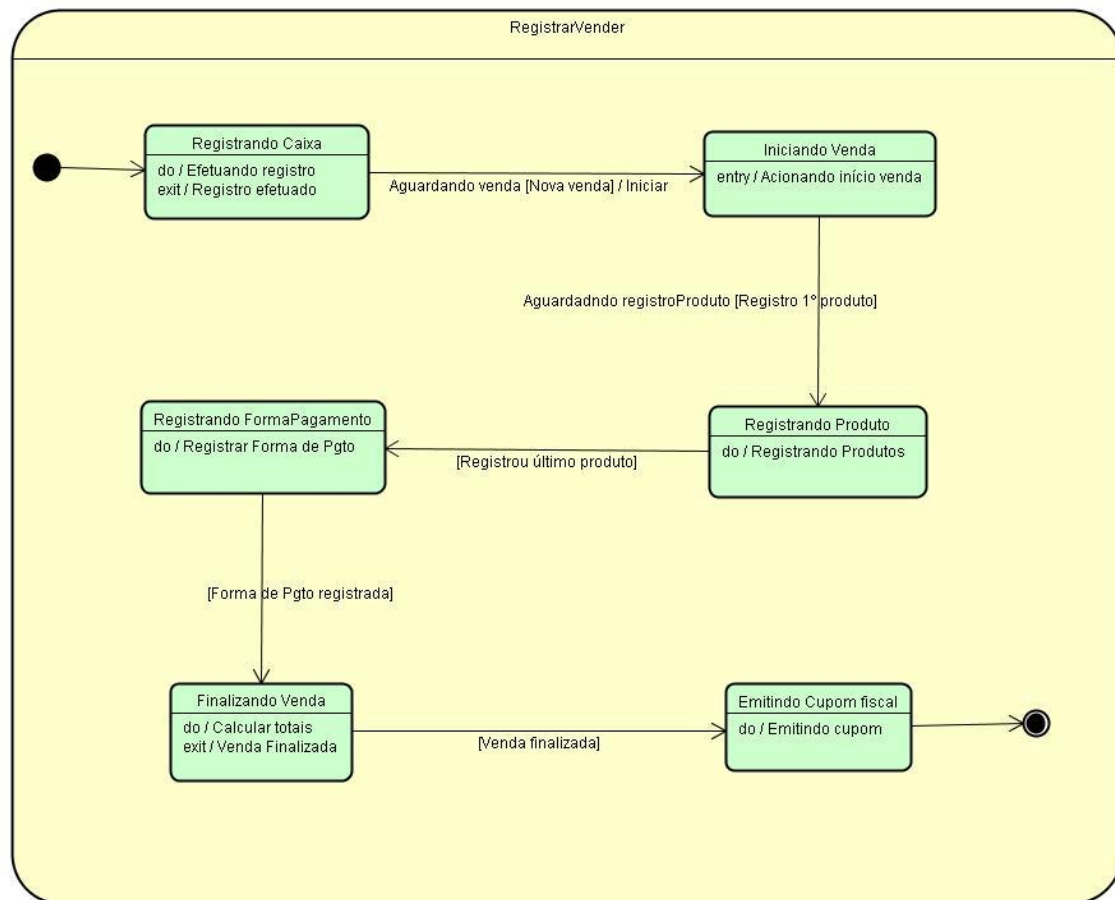 RegistrarVender
Registrando Caixa
do / Efetuando registro
exit / Registro efetuado
Aguardando venda [Nova venda] / Iniciar
Iniciando Venda
entry / Acionando início venda
Aguardadndo registroProduto [Registro 1º produto]
Registrando Produto
do / Registrando Produtos
[Registrou último produto]
Registrando FormaPagamento
do / Registrar Forma de Pgto
[Forma de Pgto registrada]
Finalizando Venda
do / Calcular totais
exit / Venda Finalizada
[Venda finalizada]
Emitindo Cupom fiscal
do / Emitindo cupom